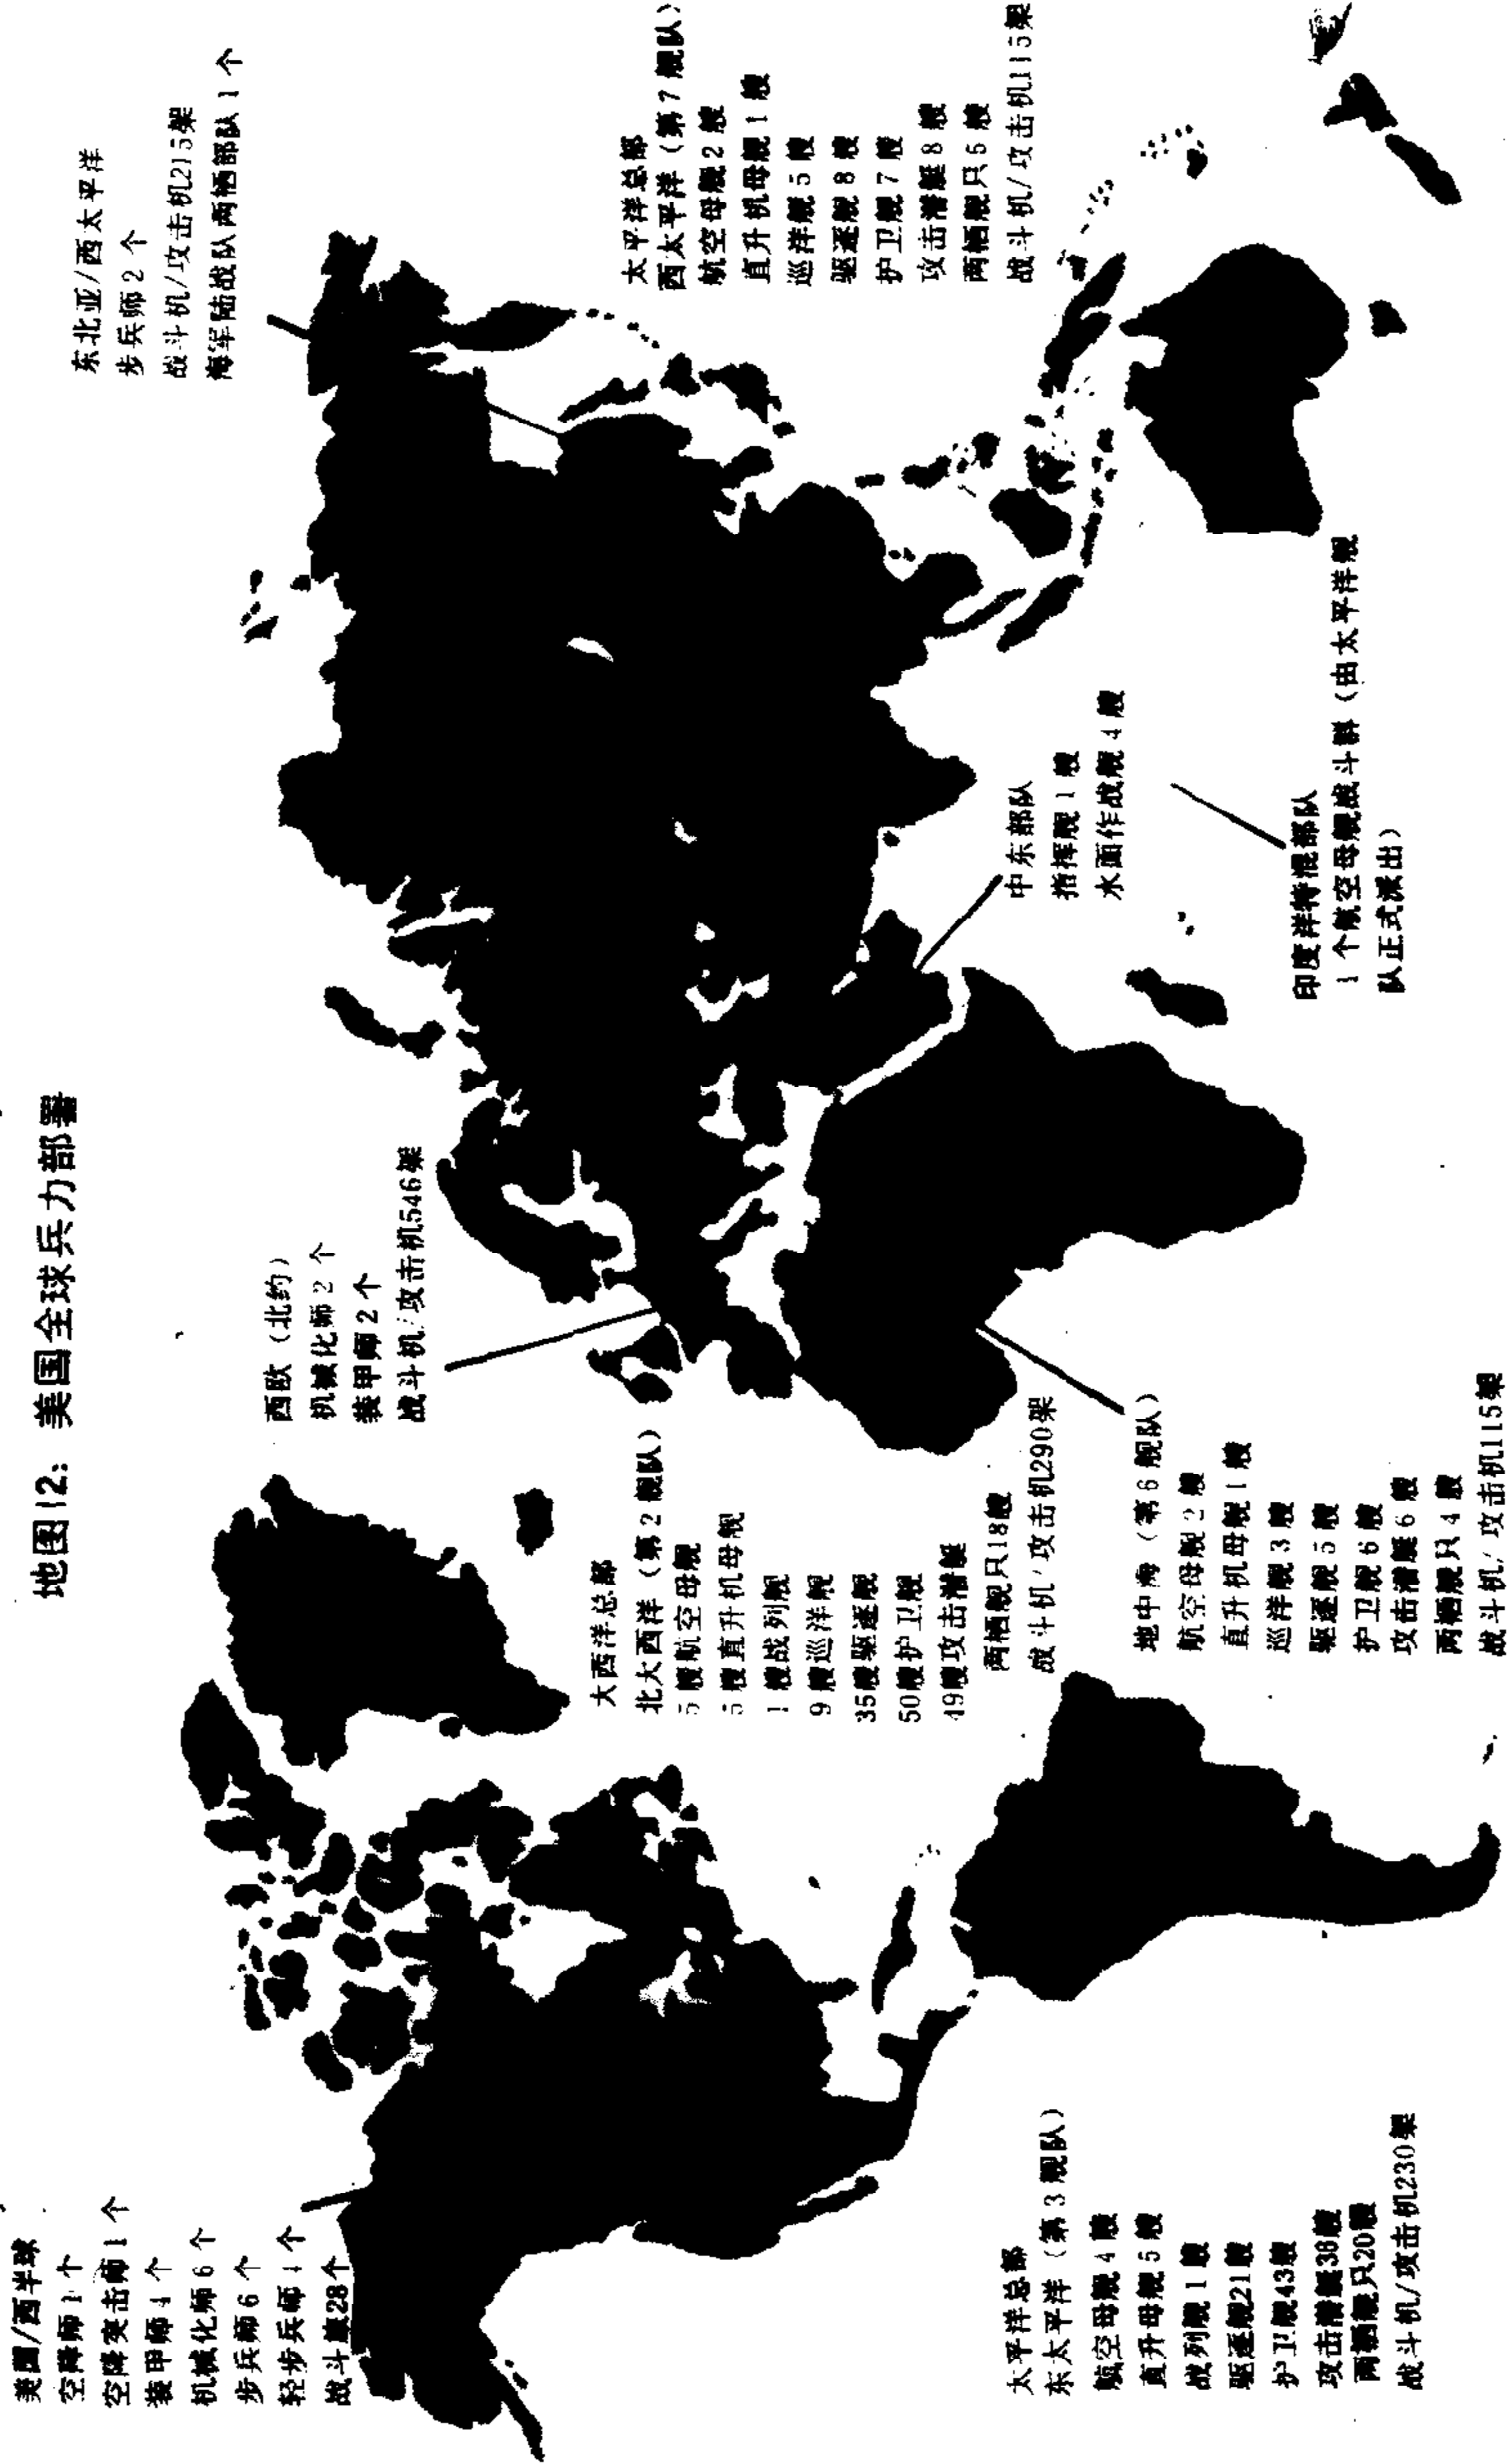 地图12：美国全球兵力部署
美国/西半球
空降师1个
空降突击师1个
装甲师4个
机械化师6个
步兵师6个
轻步兵师4个
战斗旅28个
西欧（北约）
机械化师2个
装甲师2个
战斗机/攻击机546架
东北亚/西太平洋
步兵师2个
战斗机/攻击机215架
海军陆战队两栖部队1个
大西洋总部
北大西洋（第2舰队）
5艘航空母舰
5艘直升机母舰
1艘战列舰
9艘巡洋舰
35艘驱逐舰
50艘护卫舰
49艘攻击潜艇
两栖舰只18艘
战斗机/攻击机290架
太平洋总部
西太平洋（第7舰队）
航空母舰2艘
直升机母舰1艘
巡洋舰5艘
驱逐舰8艘
护卫舰7艘
攻击潜艇8艘
两栖舰只5艘
战斗机/攻击机115架
太平洋总部
东太平洋（第3舰队）
航空母舰4艘
直升母舰5艘
战列舰1艘
驱逐舰21艘
护卫舰43艘
攻击潜艇38艘
两栖舰只20艘
战斗机/攻击机230架
地中海（第6舰队）
航空母舰2艘
直升机母舰1艘
巡洋舰3艘
驱逐舰5艘
护卫舰6艘
攻击潜艇6艘
两栖舰只4艘
战斗机/攻击机115架
中东部队
指挥舰1艘
水面作战舰4艘
印度洋特混部队
1个航空母舰战斗群（由太平洋舰
队正式派出）